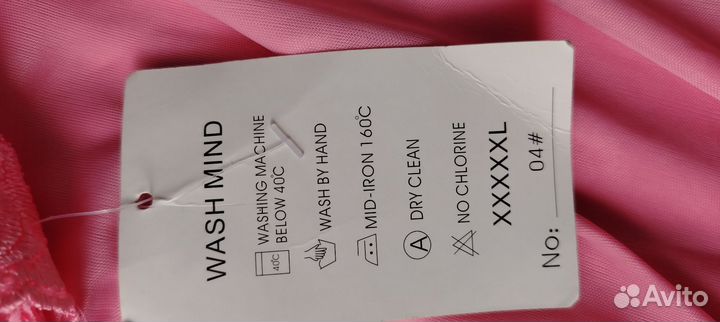 WASH MIND
40℃
WASHING MACHINE
BELOW 40℃
WASH BY HAND
MID-IRON 160℃
A
DRY CLEAN
NO CHLORINE
XXXXXL
04#
No:
Avito